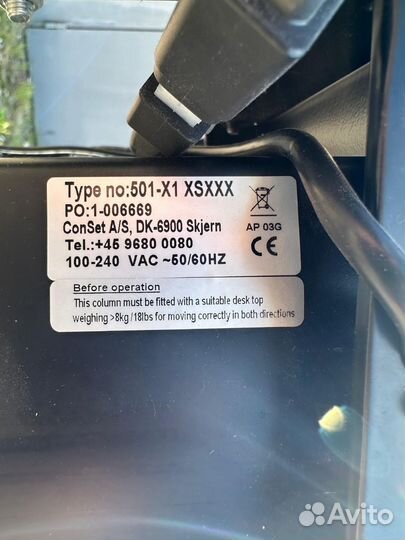 Type no:501-X1 XSXXX
PO:1-006669
ConSet A/S, DK-6900 Skjern
Tel.:+45 9680 0080
100-240 VAC ~50/60HZ
AP 03G
CE
Before operation
This column must be fitted with a suitable desk top
weighing >8kg /18lbs for moving correctly in both directions
Avito